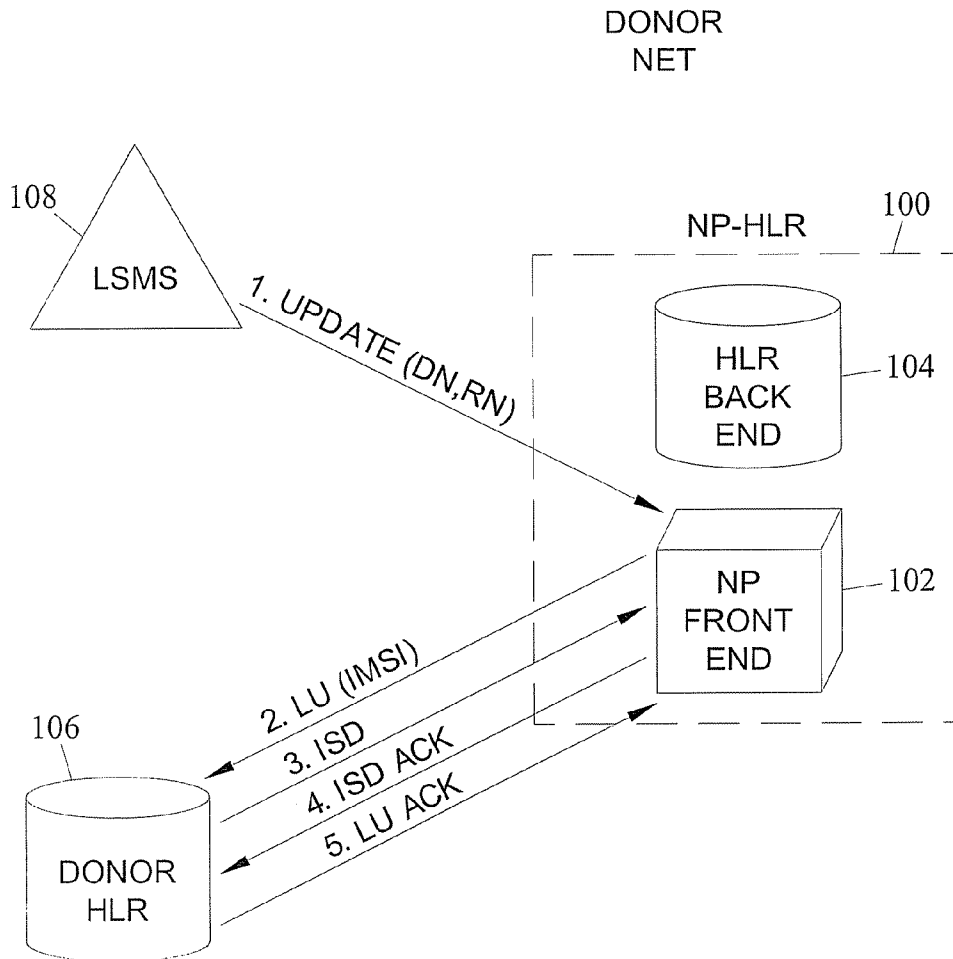 DONOR
NET
108
LSMS
NP-HLR
100
1. UPDATE (DN,RN)
HLR
BACK
END
104
NP
FRONT
END
102
2. LU (IMSI)
3. ISD
4. ISD ACK
5. LU ACK
106
DONOR
HLR